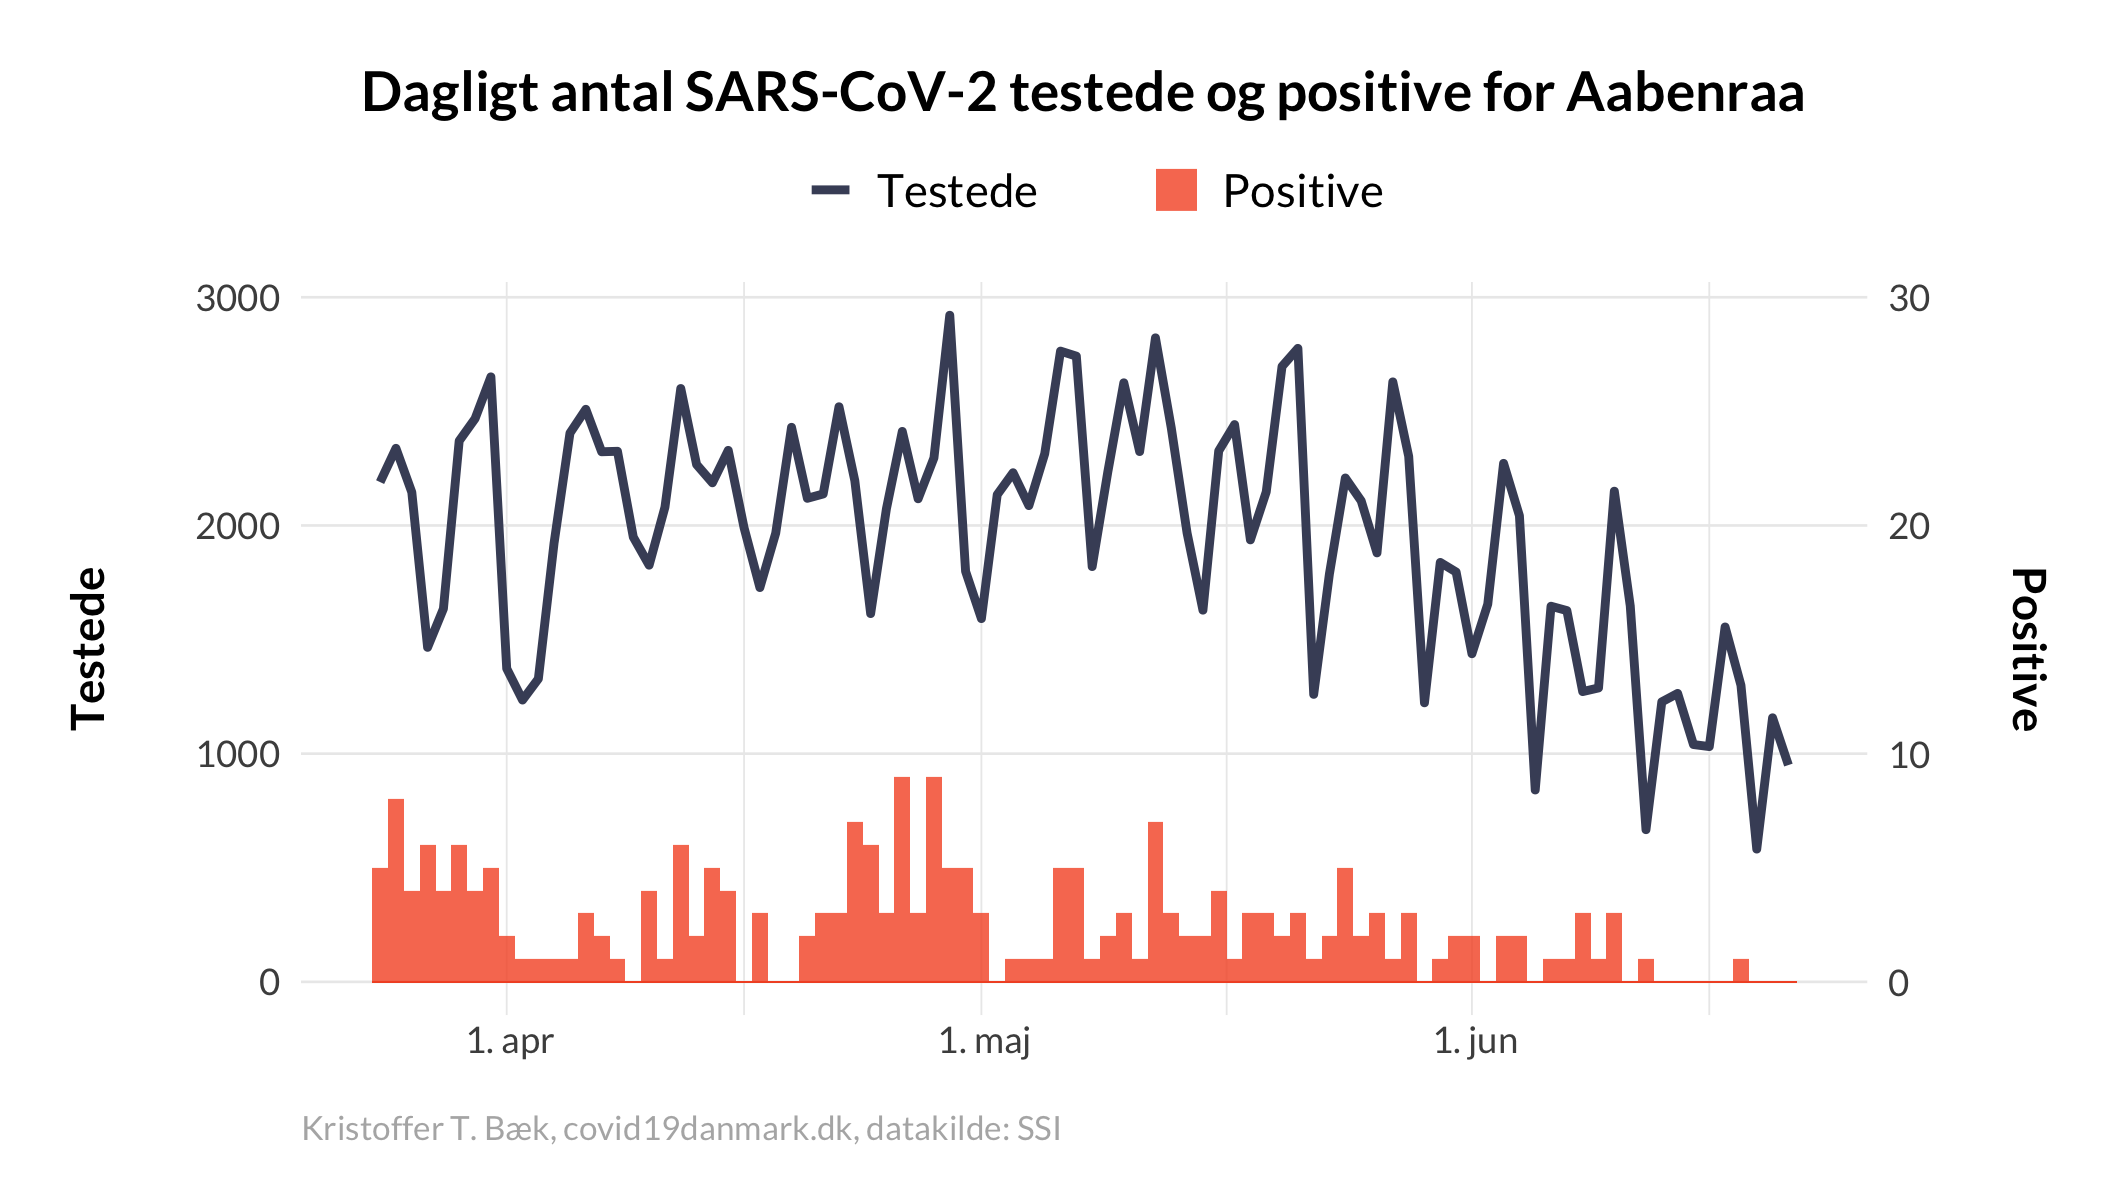 Dagligt antal SARS-CoV-2 testede og positive for Aabenraa
Testede Positive
3000 30
2000 20
1000 10
0 0
Testede
Positive
1. apr 1. maj 1. jun
Kristoffer T. Bæk, covid19danmark.dk, datakilde: SSI